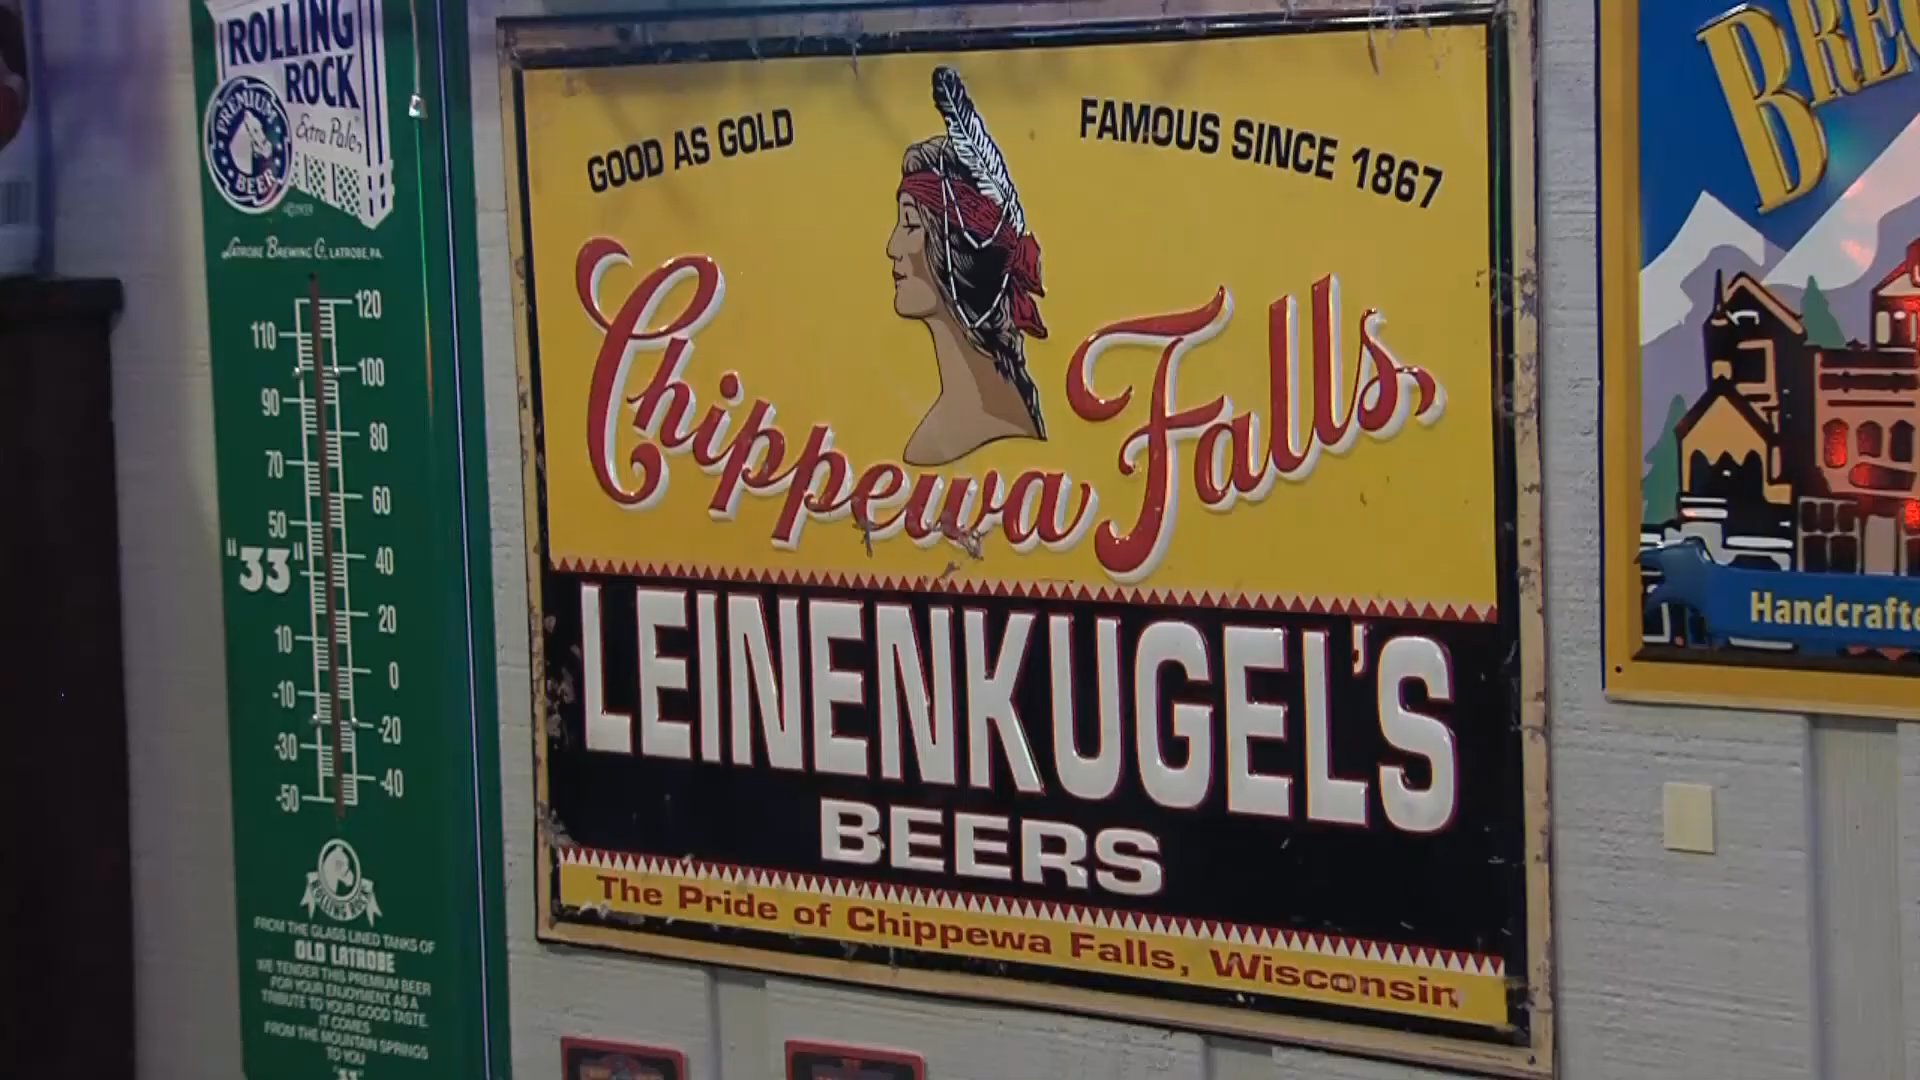 ROLLING
ROCK
Extra Pale
PREMIUM
BEER
LATROBE BREWING CO. LATROBE, PA.
120
110
100
90
80
70
60
50
"33"
40
20
10
0
-10
-20
-30
-40
-50
ROLLING ROCK
FROM THE GLASS LINED TANKS OF
OLD LATROBE
WE TENDER THIS PREMIUM BEER
FOR YOUR ENJOYMENT, AS A
TRIBUTE TO YOUR GOOD TASTE.
IT COMES
FROM THE MOUNTAIN SPRINGS
TO YOU
"33"
GOOD AS GOLD
FAMOUS SINCE 1867
Chippewa Falls,
LEINENKUGEL'S
BEERS
The Pride of Chippewa Falls, Wisconsin
BRE
Handcrafte